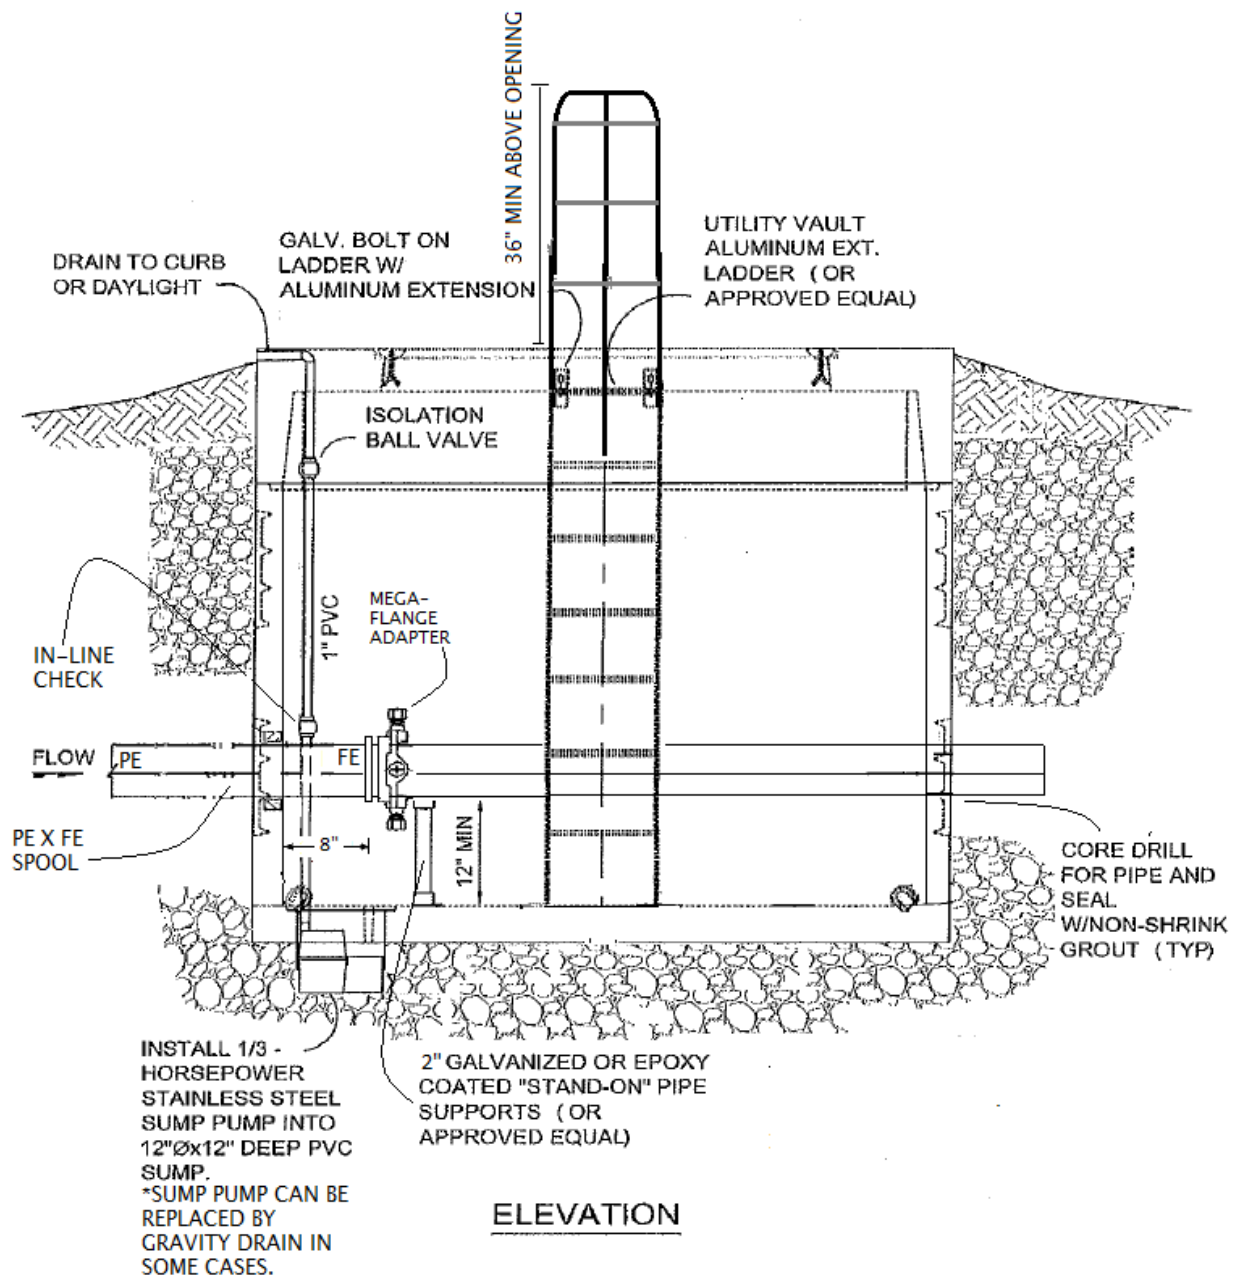 36" MIN ABOVE OPENING
DRAIN TO CURB
OR DAYLIGHT
GALV. BOLT ON
LADDER W/
ALUMINUM EXTENSION
UTILITY VAULT
ALUMINUM EXT.
LADDER (OR
APPROVED EQUAL)
ISOLATION
BALL VALVE
1" PVC
MEGA-
FLANGE
ADAPTER
IN-LINE
CHECK
FLOW
PE
FE
PE X FE
SPOOL
8"
12" MIN
CORE DRILL
FOR PIPE AND
SEAL
W/NON-SHRINK
GROUT (TYP)
INSTALL 1/3 -
HORSEPOWER
STAINLESS STEEL
SUMP PUMP INTO
12"Øx12" DEEP PVC
SUMP.
*SUMP PUMP CAN BE
REPLACED BY
GRAVITY DRAIN IN
SOME CASES.
2" GALVANIZED OR EPOXY
COATED "STAND-ON" PIPE
SUPPORTS (OR
APPROVED EQUAL)
ELEVATION